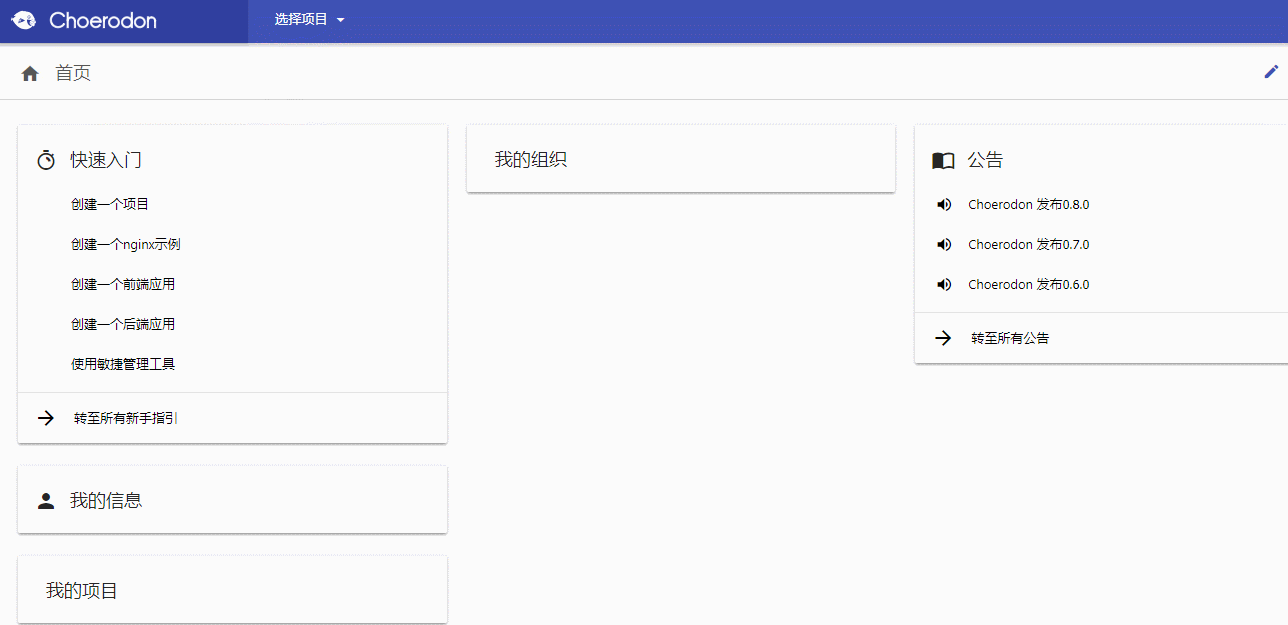 Choerodon
选择项目
首页
快速入门
创建一个项目
创建一个nginx示例
创建一个前端应用
创建一个后端应用
使用敏捷管理工具
转至所有新手指引
我的信息
我的项目
我的组织
公告
Choerodon 发布0.8.0
Choerodon 发布0.7.0
Choerodon 发布0.6.0
转至所有公告